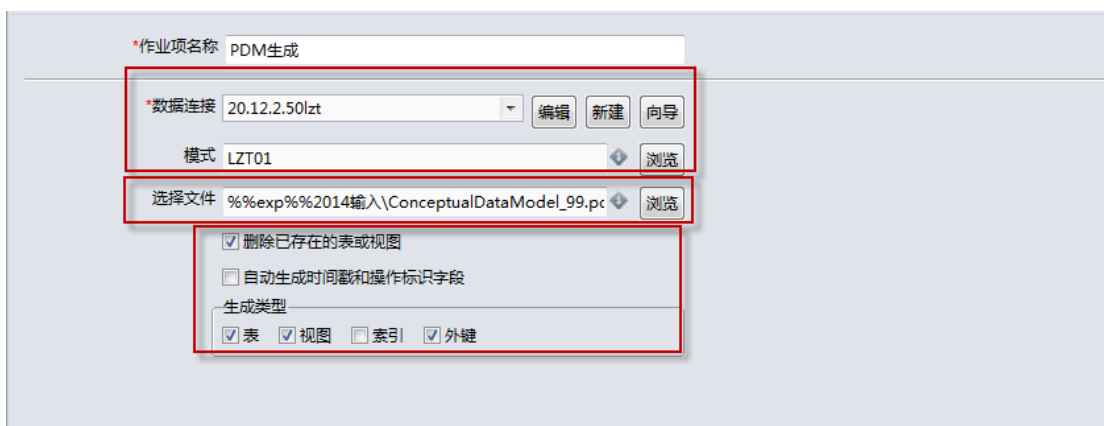 *作业项名称 PDM生成
*数据连接 20.12.2.50lzt 编辑 新建 向导
模式 LZT01 浏览
选择文件 %%exp%%2014输入\ConceptualDataModel_99.pc 浏览
删除已存在的表或视图
自动生成时间戳和操作标识字段
生成类型
表 视图 索引 外键